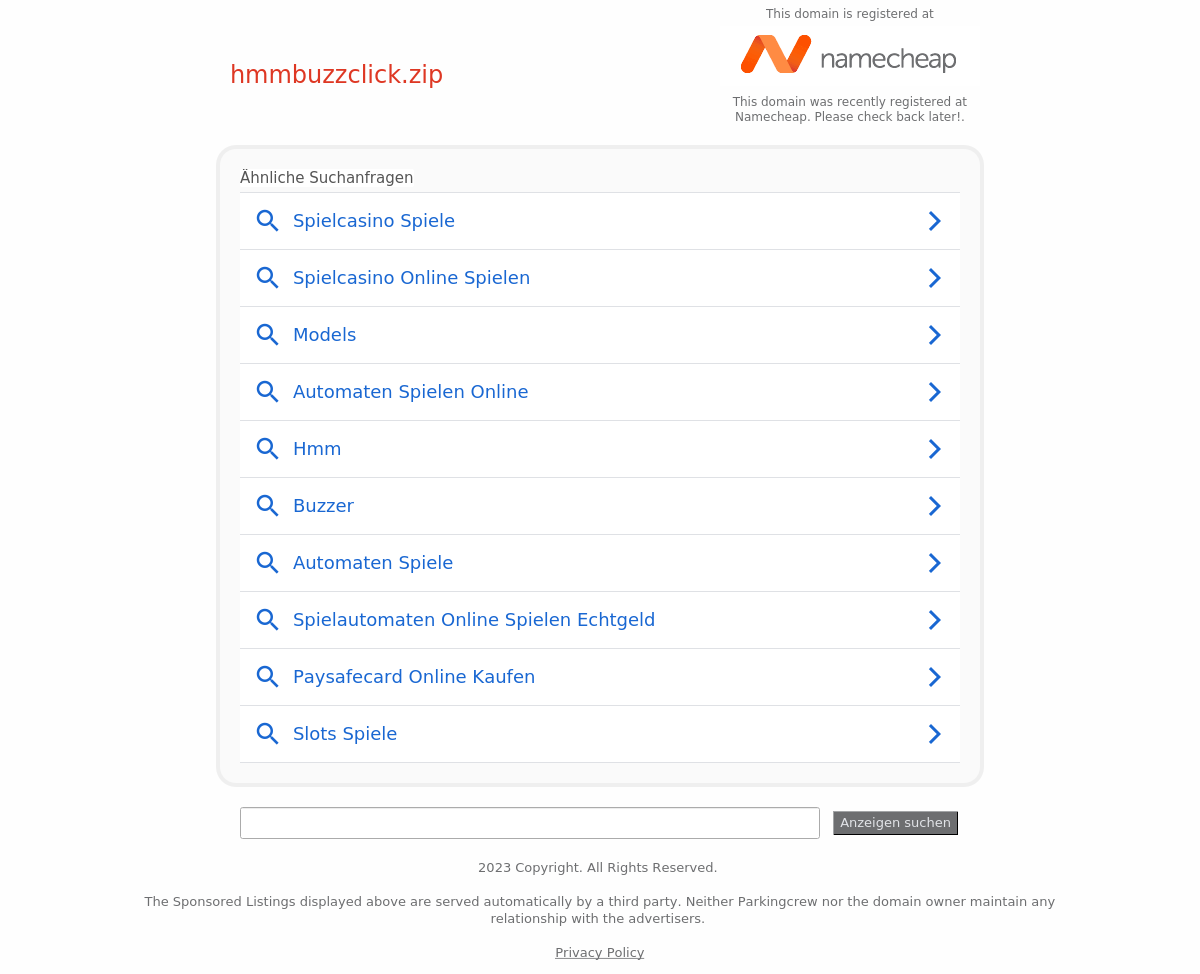 This domain is registered at
namecheap
hmmbuzzclick.zip
This domain was recently registered at
Namecheap. Please check back later!.
Ähnliche Suchanfragen
Spielcasino Spiele
Spielcasino Online Spielen
Models
Automaten Spielen Online
Hmm
Buzzer
Automaten Spiele
Spielautomaten Online Spielen Echtgeld
Paysafecard Online Kaufen
Slots Spiele
Anzeigen suchen
2023 Copyright. All Rights Reserved.
The Sponsored Listings displayed above are served automatically by a third party. Neither Parkingcrew nor the domain owner maintain any
relationship with the advertisers.
Privacy Policy